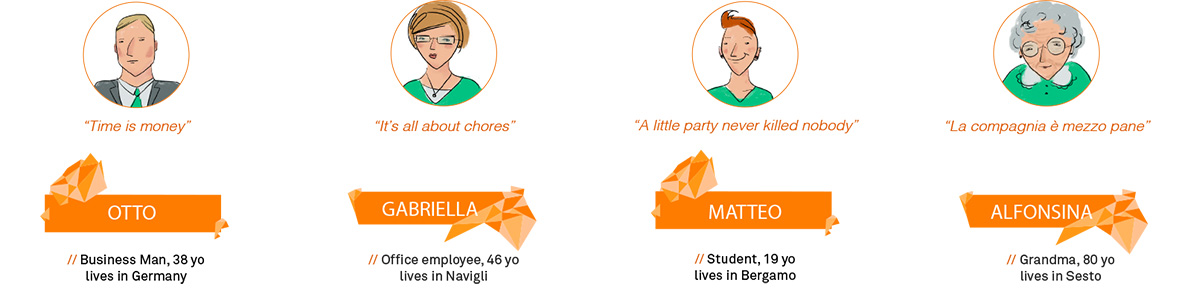 “Time is money”
OTTO
// Business Man, 38 yo
lives in Germany
“It’s all about chores”
GABRIELLA
// Office employee, 46 yo
lives in Navigli
“A little party never killed nobody”
MATTEO
// Student, 19 yo
lives in Bergamo
“La compagnia è mezzo pane”
ALFONSINA
// Grandma, 80 yo
lives in Sesto